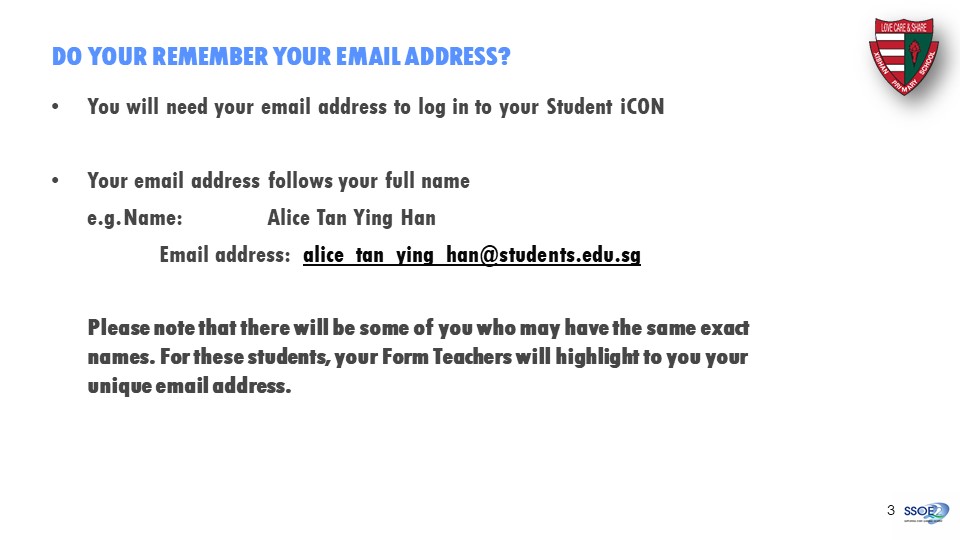 DO YOUR REMEMBER YOUR EMAIL ADDRESS?
LOVE CARE & SHARE
XISHAN PRIMARY SCHOOL
• You will need your email address to log in to your Student iCON
• Your email address follows your full name
e.g. Name: Alice Tan Ying Han
Email address: alice_tan_ying_han@students.edu.sg
Please note that there will be some of you who may have the same exact
names. For these students, your Form Teachers will highlight to you your
unique email address.
3
SSOE2